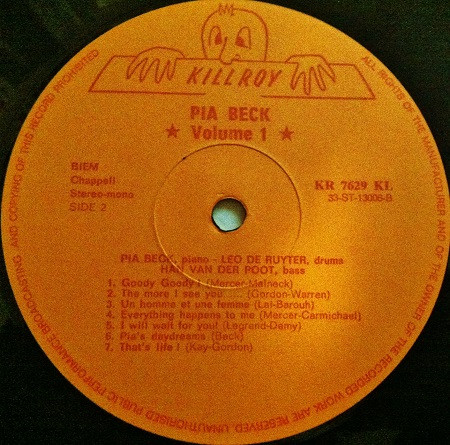 KILLROY
PIA BECK
★ Volume 1 ★
BIEM
Chappell
Stereo-mono
SIDE 2
KR 7629 KL
33-ST-13006-B
PIA BECK, piano - LEO DE RUYTER, drums
HAN VAN DER POOT, bass
1. Goody Goody! (Mercer-Malneck)
2. The more I see you..... (Gordon-Warren)
3. Un homme et une femme (Lai-Barouh)
4. Everything happens to me (Mercer-Carmichael)
5. I will wait for you! (Legrand-Demy)
6. Pia's daydreams (Beck)
7. That's life! (Kay-Gordon)
ALL RIGHTS OF THE MANUFACTURER AND OF THE OWNER OF THE RECORDED WORK ARE RESERVED. UNAUTHORISED PUBLIC PERFORMANCE BROADCASTING AND COPYING OF THIS RECORD PROHIBITED